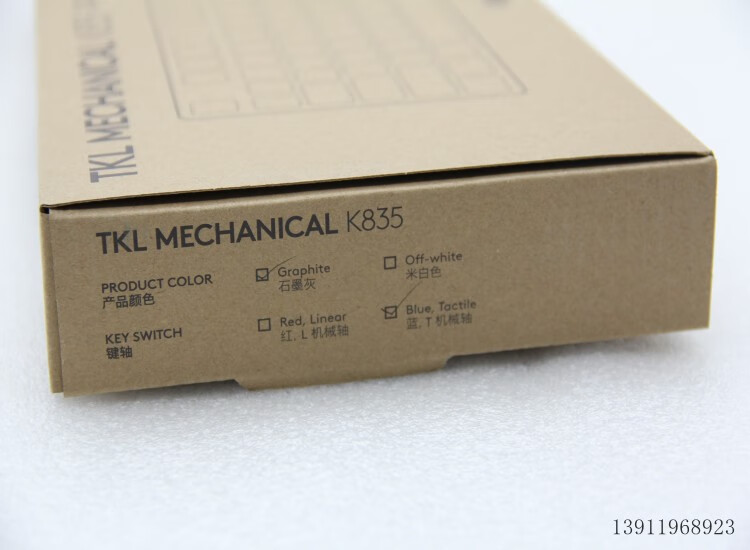 TKL MECHANICAL
TKL MECHANICAL K835
PRODUCT COLOR
产品颜色
Graphite
石墨灰
Off-white
米白色
KEY SWITCH
键轴
Red, Linear
红, L 机械轴
Blue, Tactile
蓝, T 机械轴
13911968923